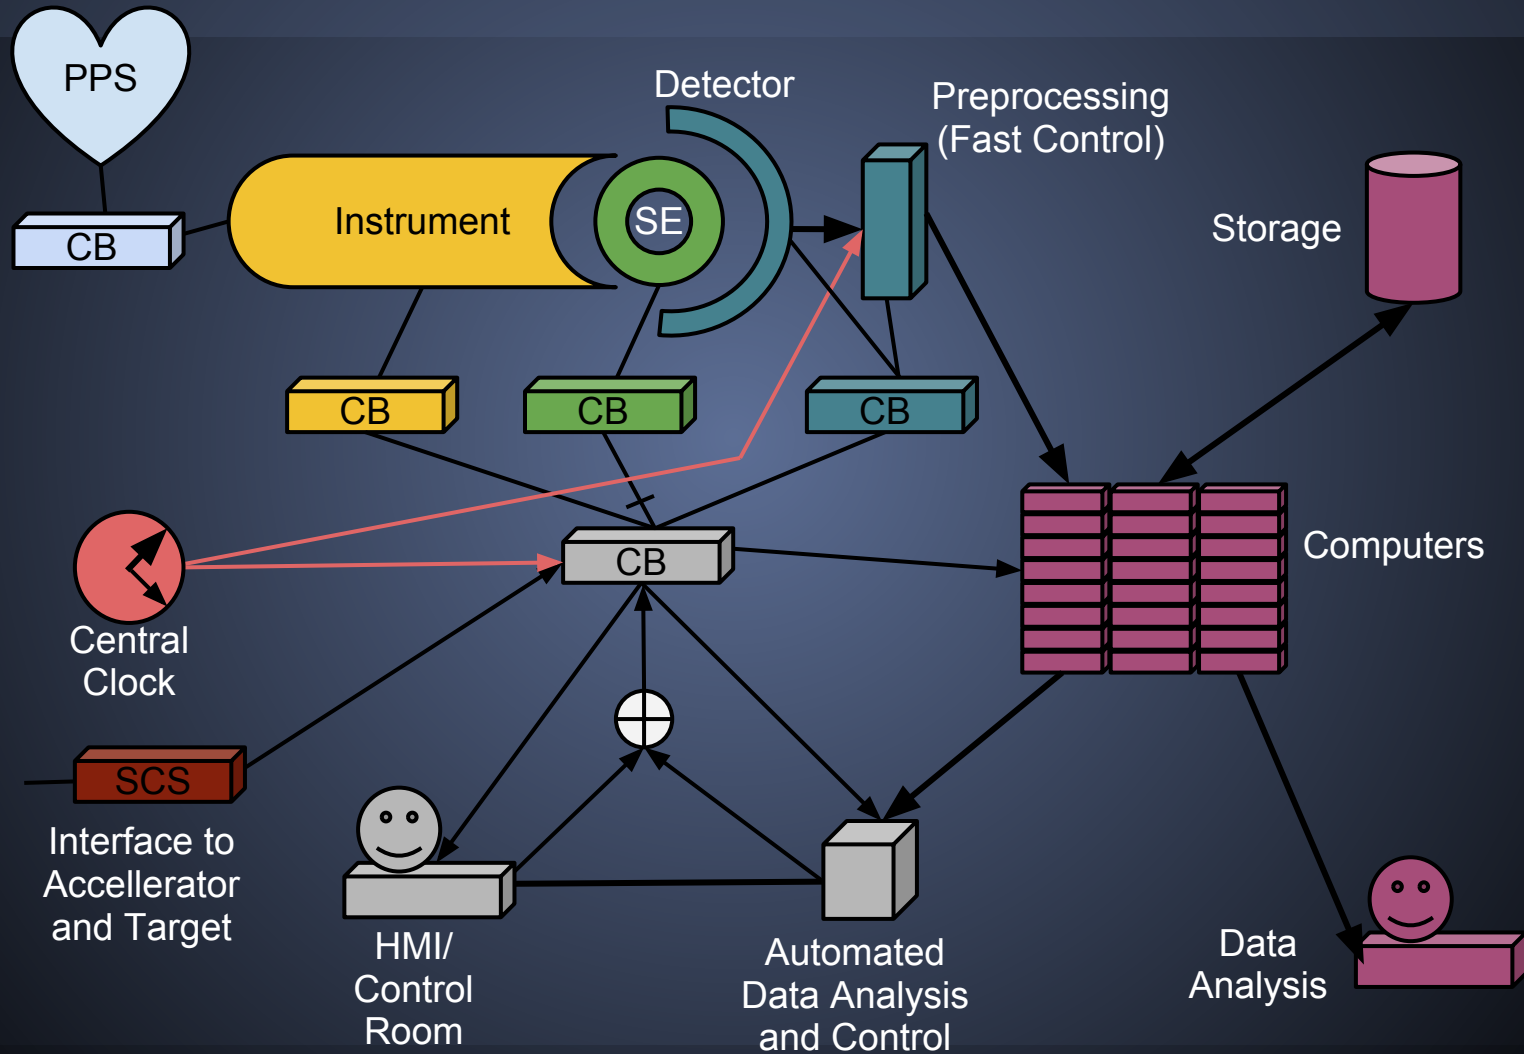 PPS
Detector
Preprocessing
(Fast Control)
CB
Instrument
SE
Storage
CB
CB
CB
CB
Computers
Central
Clock
SCS
Interface to
Accellerator
and Target
HMI/
Control
Room
Automated
Data Analysis
and Control
Data
Analysis